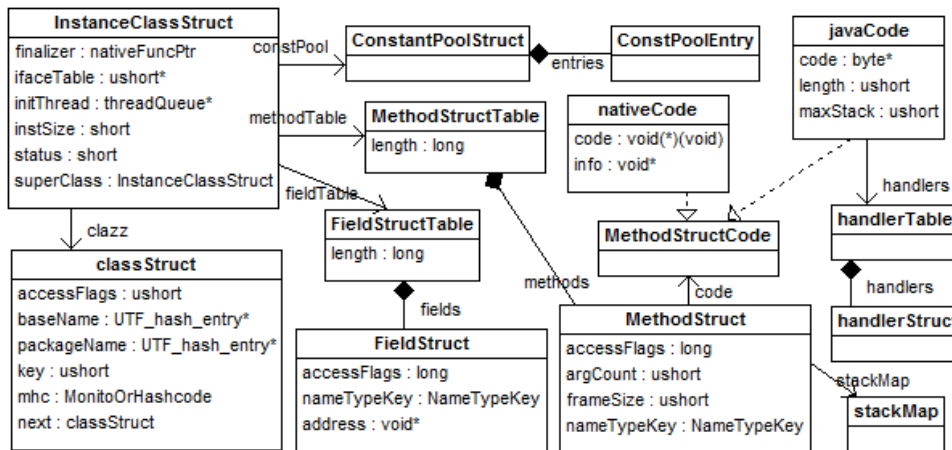 InstanceClassStruct
finalizer : nativeFuncPtr
ifaceTable : ushort*
initThread : threadQueue*
instSize : short
status : short
superClass : InstanceClassStruct
constPool
ConstantPoolStruct
entries
ConstPoolEntry
javaCode
code : byte*
length : ushort
maxStack : ushort
methodTable
MethodStructTable
length : long
nativeCode
code : void(*)(void)
info : void*
handlers
fieldTable
FieldStructTable
length : long
MethodStructCode
handlerTable
clazz
classStruct
accessFlags : ushort
baseName : UTF_hash_entry*
packageName : UTF_hash_entry*
key : ushort
mhc : MonitoOrHashcode
next : classStruct
fields
methods
code
handlers
handlerStruct
FieldStruct
accessFlags : long
nameTypeKey : NameTypeKey
address : void*
MethodStruct
accessFlags : long
argCount : ushort
frameSize : ushort
nameTypeKey : NameTypeKey
stackMap
stackMap